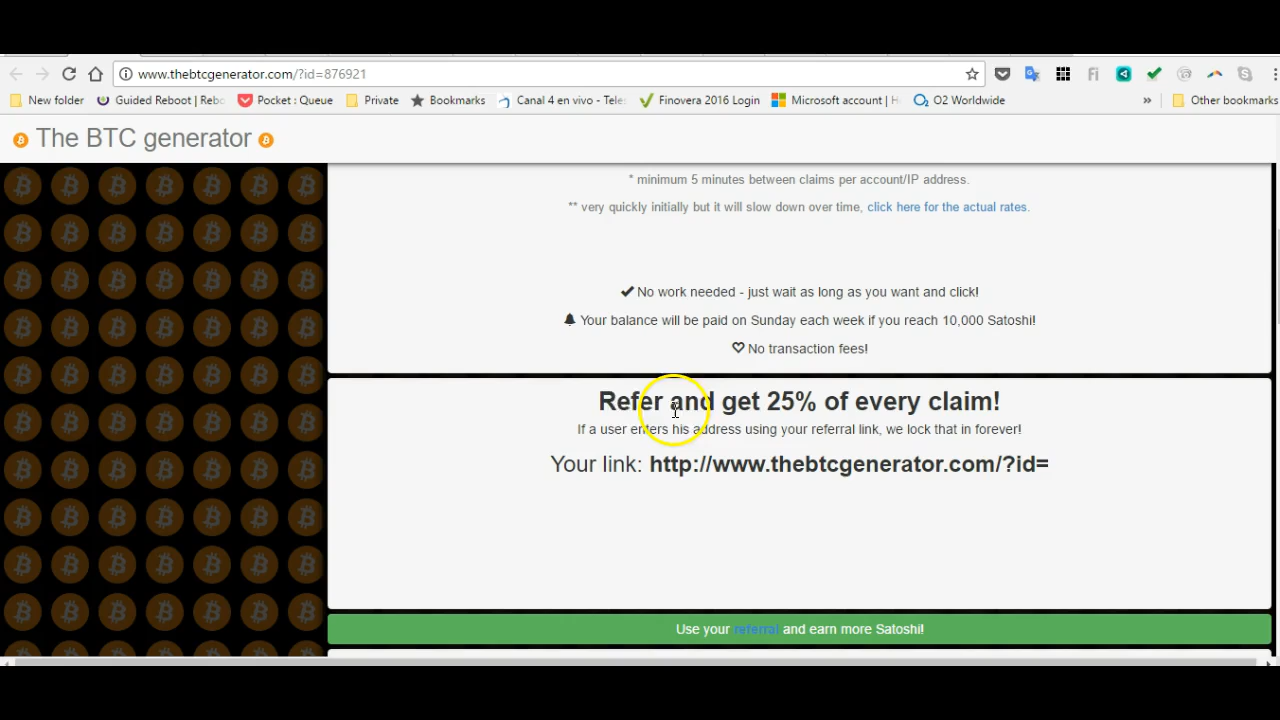 www.thebtcgenerator.com/?id=876921
New folder Guided Reboot | Rebo Pocket : Queue Private Bookmarks Canal 4 en vivo - Tele Finovera 2016 Login Microsoft account | H O2 Worldwide » Other bookmarks
The BTC generator
* minimum 5 minutes between claims per account/IP address.
** very quickly initially but it will slow down over time, click here for the actual rates.
No work needed - just wait as long as you want and click!
Your balance will be paid on Sunday each week if you reach 10,000 Satoshi!
No transaction fees!
Refer and get 25% of every claim!
If a user enters his address using your referral link, we lock that in forever!
Your link: http://www.thebtcgenerator.com/?id=
Use your referral and earn more Satoshi!